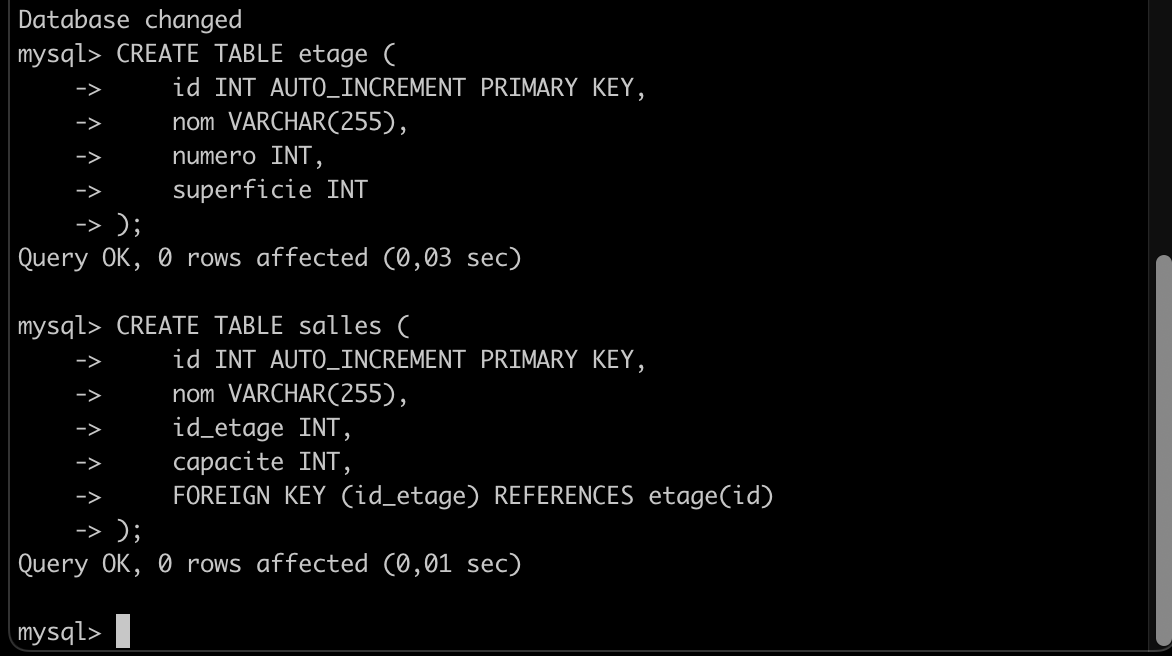 Database changed
mysql> CREATE TABLE etage (
    ->     id INT AUTO_INCREMENT PRIMARY KEY,
    ->     nom VARCHAR(255),
    ->     numero INT,
    ->     superficie INT
    -> );
Query OK, 0 rows affected (0,03 sec)

mysql> CREATE TABLE salles (
    ->     id INT AUTO_INCREMENT PRIMARY KEY,
    ->     nom VARCHAR(255),
    ->     id_etage INT,
    ->     capacite INT,
    ->     FOREIGN KEY (id_etage) REFERENCES etage(id)
    -> );
Query OK, 0 rows affected (0,01 sec)

mysql>